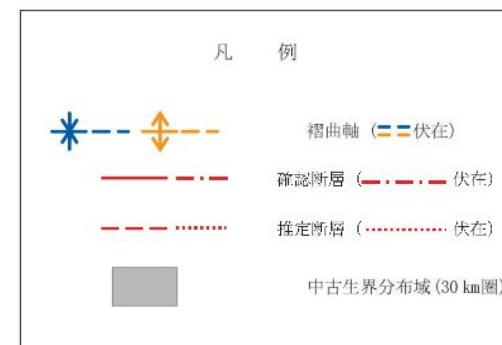 凡 例
褶曲軸 (伏在)
確認断層 ( 伏在)
推定断層 ( 伏在)
中古生界分布域 (30 km圏)